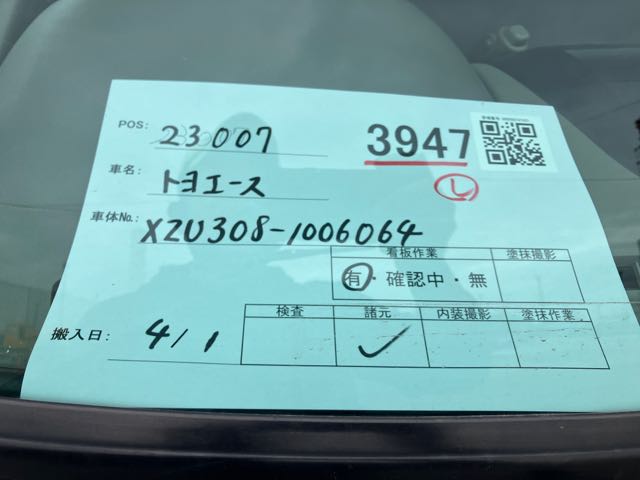 POS: 23007
3947
車名: トヨエース
し
車体No.: XZU308-1006064
看板作業 塗抹撮影
有・確認中・無
検査 諸元 内装撮影 塗抹作業
搬入日: 4/1 ✓